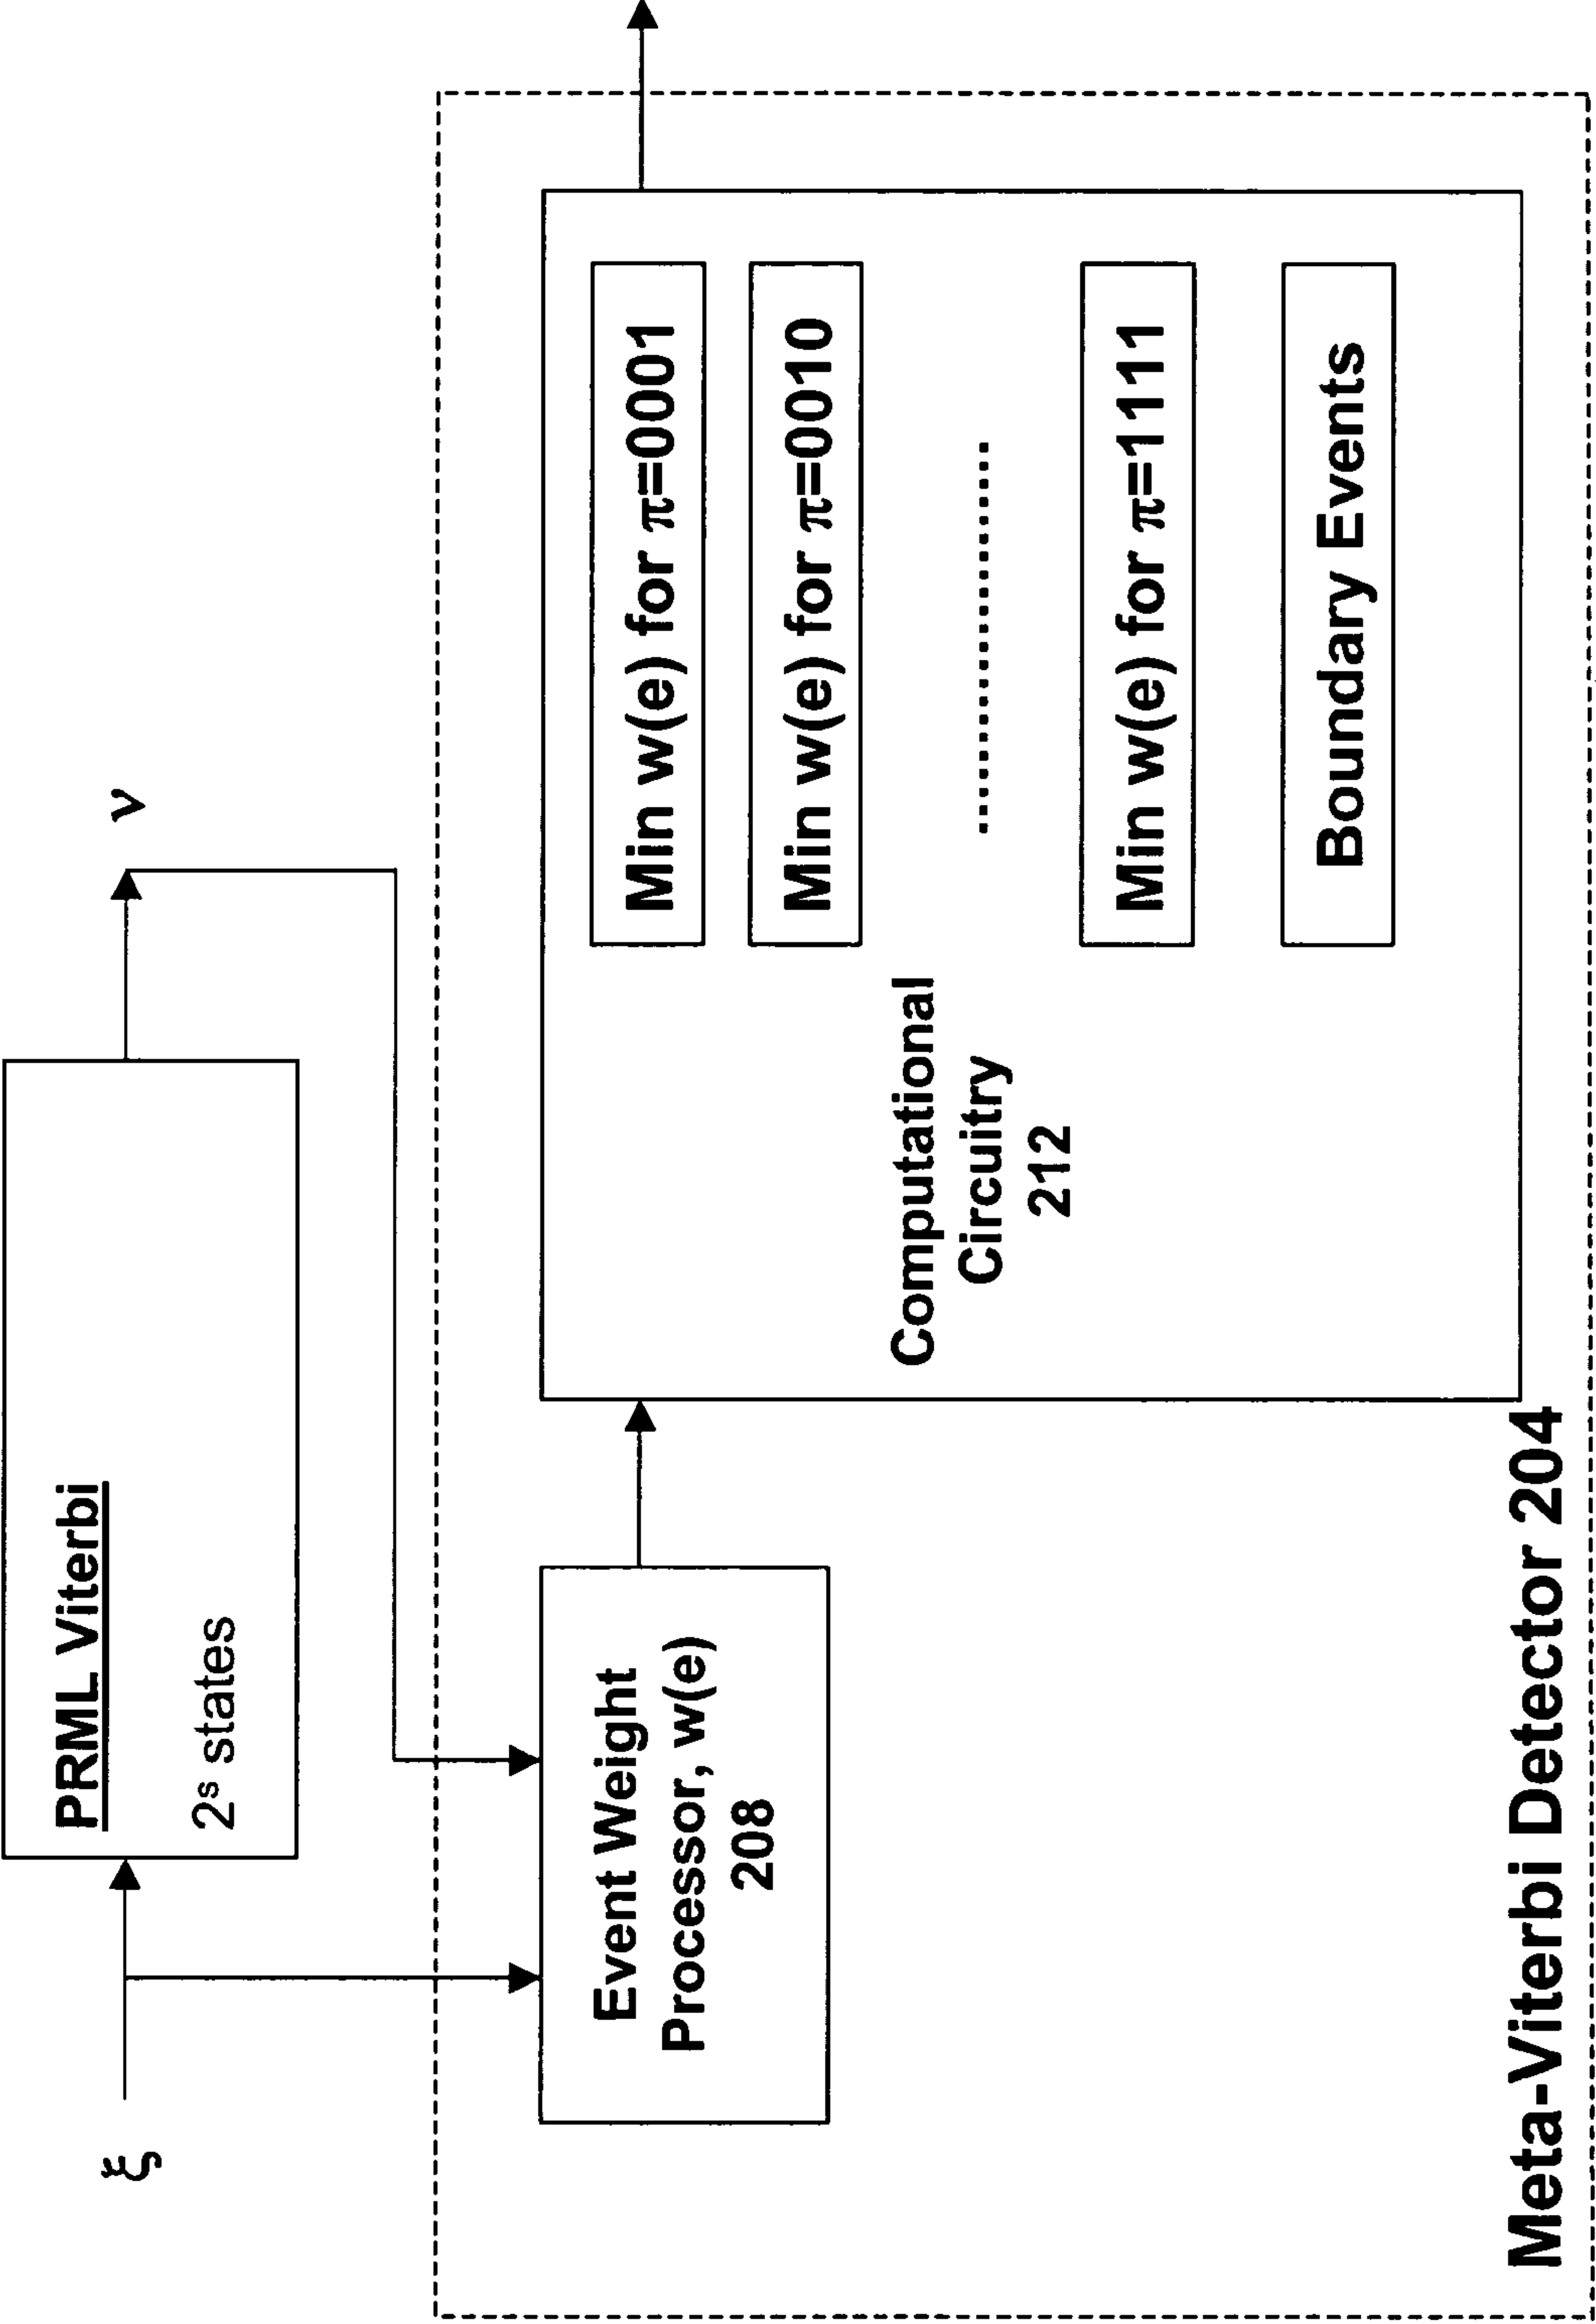 PRML Viterbi
2ˢ states
ξ
ν
Event Weight
Processor, w(e)
208
Computational
Circuitry
212
Min w(e) for π=0001
Min w(e) for π=0010
Min w(e) for π=1111
Boundary Events
Meta-Viterbi Detector 204